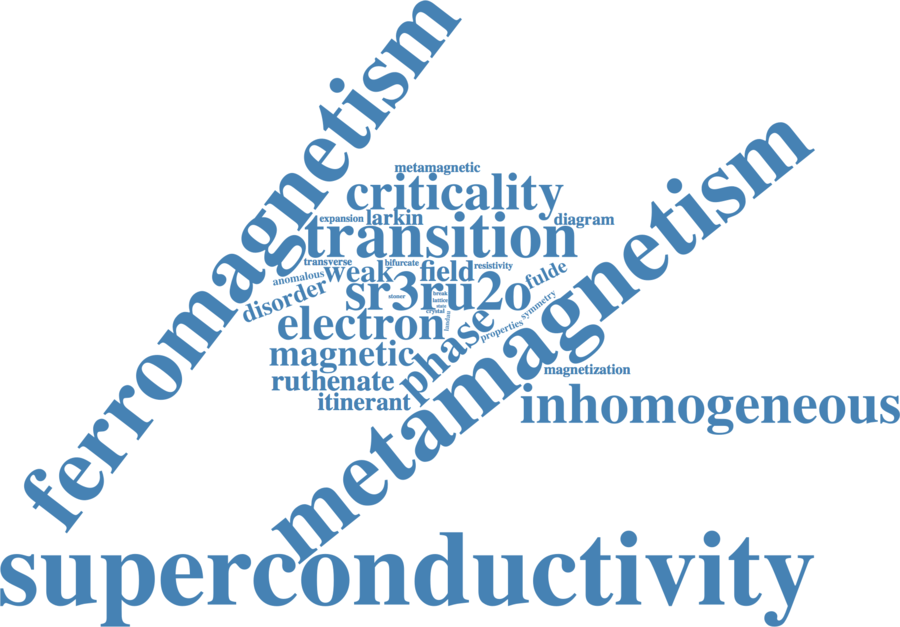 ferromagnetism
metamagnetic
criticality
expansion
larkin
diagram
transition
transverse
bifurcate
resistivity
anomalous
weak
field
fulde
disorder
sr3ru2o
stoner
break
lattice
state
crystal
symmetry
electron
properties
magnetic
phase
metamagnetism
magnetization
ruthenate
itinerant
inhomogeneous
superconductivity